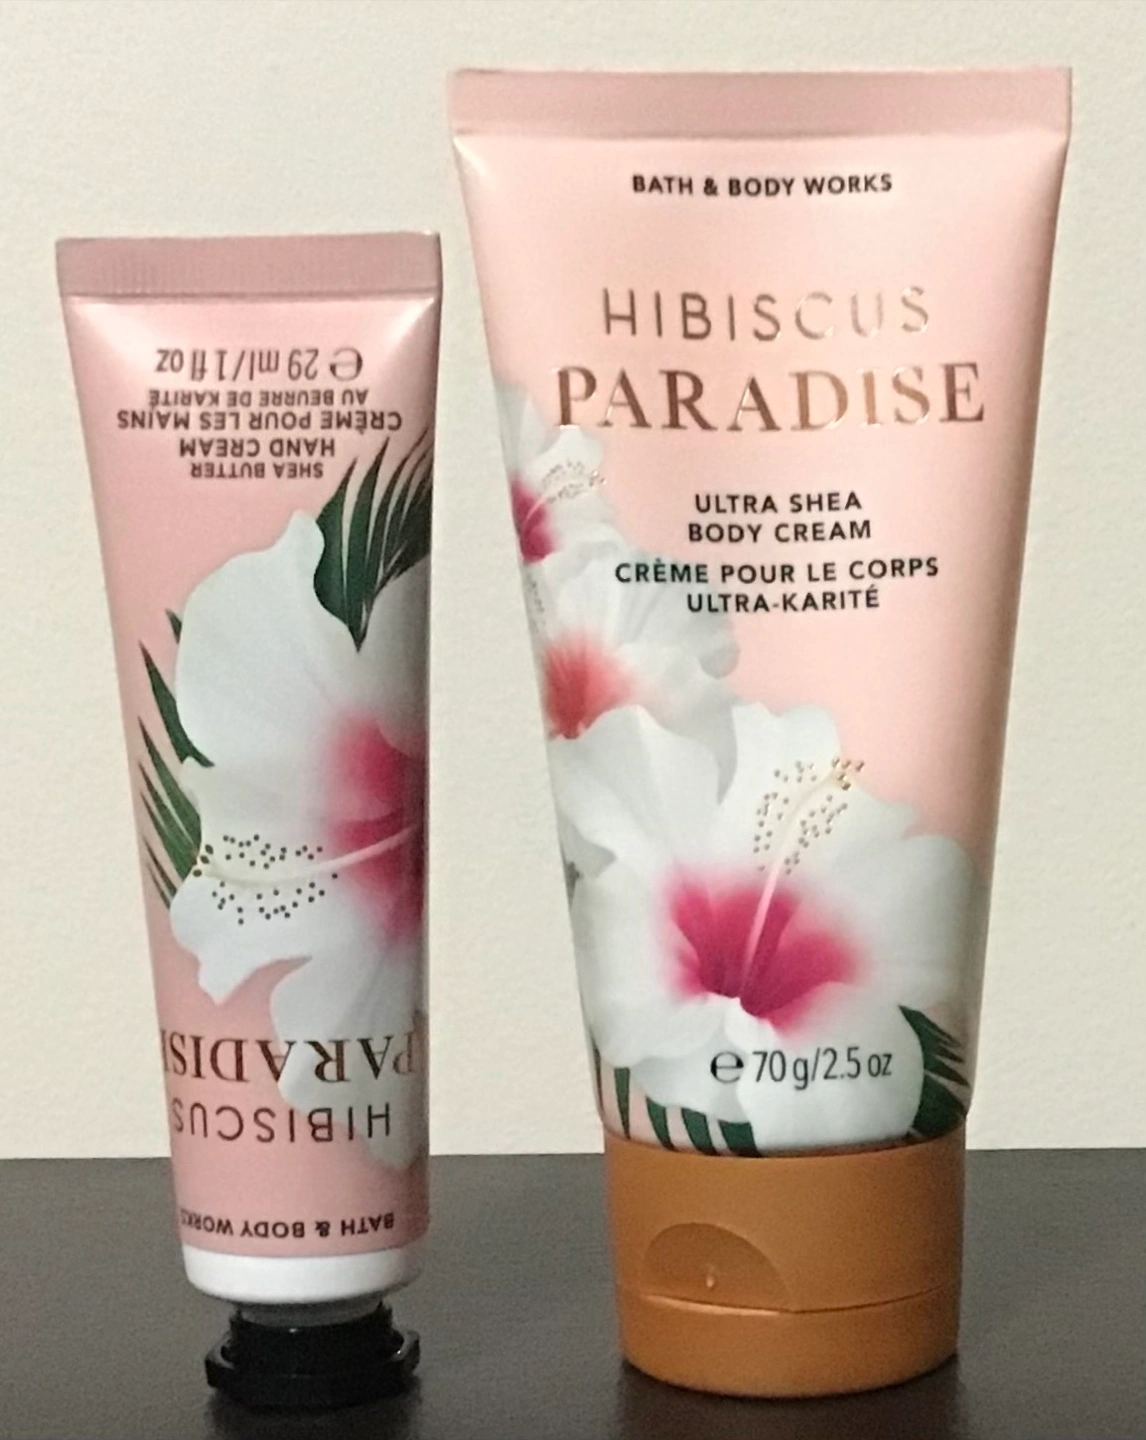 BATH & BODY WORKS
HIBISCUS
PARADISE
ULTRA SHEA
BODY CREAM
CRÈME POUR LE CORPS
ULTRA-KARITÉ
℮ 70 g/2.5 oz
BATH & BODY WORKS
HIBISCUS
PARADIS
SHEA BUTTER
HAND CREAM
CRÈME POUR LES MAINS
AU BEURRE DE KARITÉ
℮ 29 ml/1 fl oz